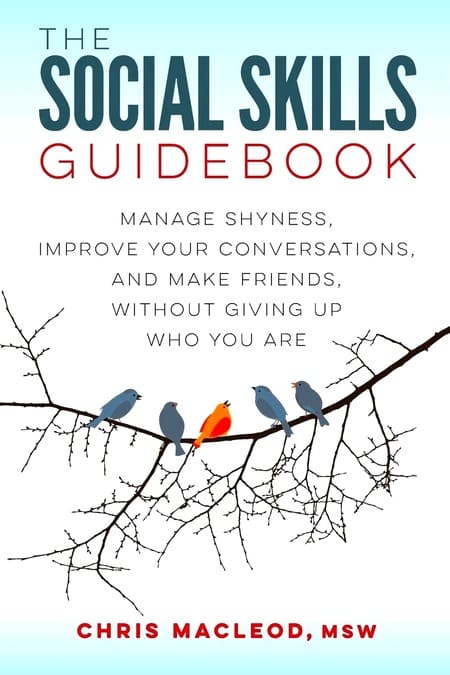 THE
SOCIAL SKILLS
GUIDEBOOK
MANAGE SHYNESS,
IMPROVE YOUR CONVERSATIONS,
AND MAKE FRIENDS,
WITHOUT GIVING UP
WHO YOU ARE
CHRIS MACLEOD, MSW